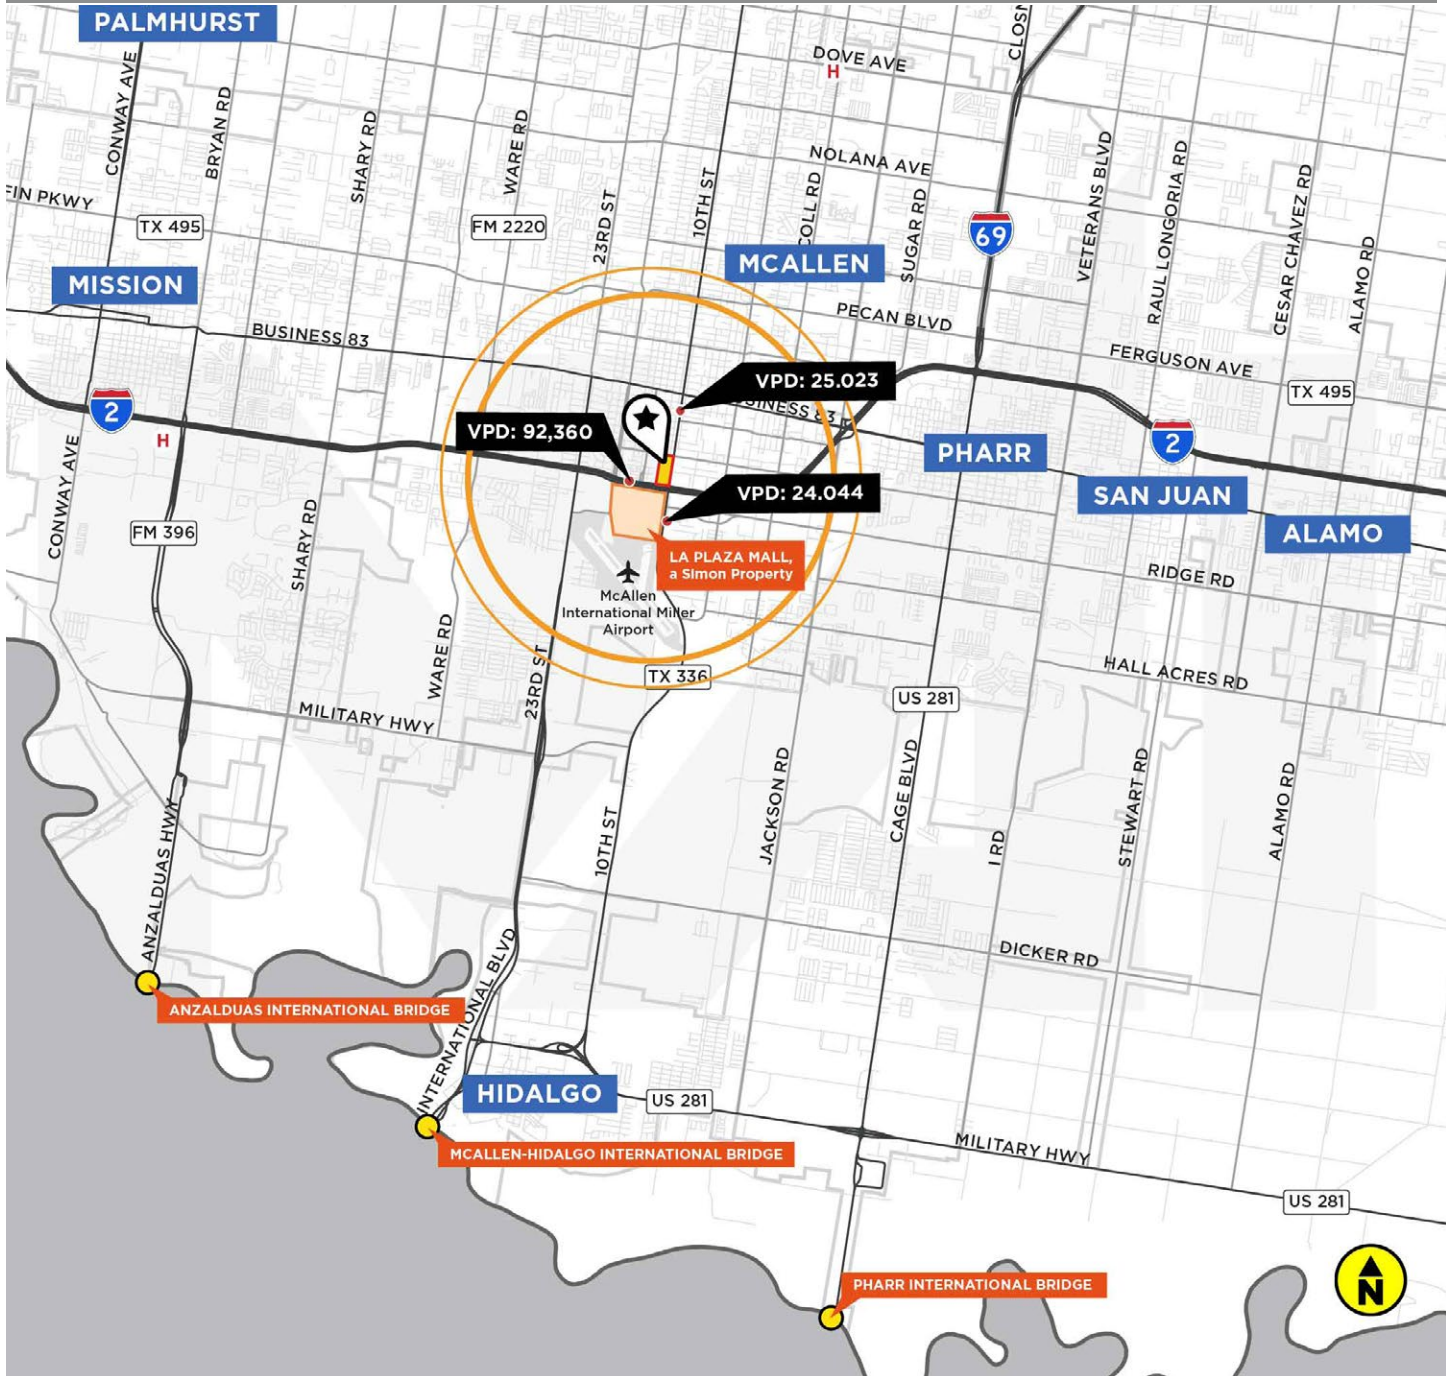 PALMHURST
CLOSN
DOVE AVE
H
CONWAY AVE
BRYAN RD
SHARY RD
WARE RD
NOLANA AVE
VETERANS BLVD
RAUL LONGORIA RD
FIN PKWY
TX 495
FM 2220
23RD ST
10TH ST
COLL RD
SUGAR RD
69
CESAR CHAVEZ RD
ALAMO RD
MISSION
MCALLEN
BUSINESS 83
PECAN BLVD
FERGUSON AVE
TX 495
2
H
VPD: 25.023
BUSINESS 83
VPD: 92,360
PHARR
2
CONWAY AVE
FM 396
SHARY RD
VPD: 24.044
SAN JUAN
ALAMO
LA PLAZA MALL,
a Simon Property
RIDGE RD
McAllen
International Miller
Airport
WARE RD
23RD ST
TX 336
HALL ACRES RD
US 281
MILITARY HWY
JACKSON RD
CAGE BLVD
I RD
STEWART RD
ALAMO RD
ANZALDUAS HWY
10TH ST
DICKER RD
INTERNATIONAL BLVD
ANZALDUAS INTERNATIONAL BRIDGE
HIDALGO
US 281
MILITARY HWY
MCALLEN-HIDALGO INTERNATIONAL BRIDGE
US 281
PHARR INTERNATIONAL BRIDGE
N